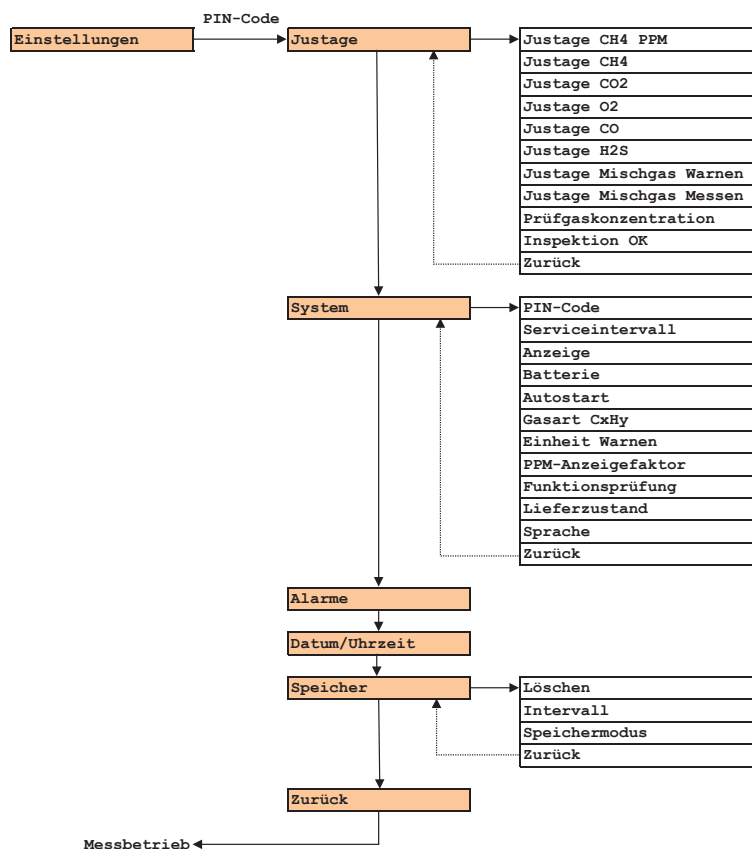 PIN-Code
Einstellungen
Justage
Justage CH4 PPM
Justage CH4
Justage CO2
Justage O2
Justage CO
Justage H2S
Justage Mischgas Warnen
Justage Mischgas Messen
Prüfgaskonzentration
Inspektion OK
Zurück
System
PIN-Code
Serviceintervall
Anzeige
Batterie
Autostart
Gasart CxHy
Einheit Warnen
PPM-Anzeigefaktor
Funktionsprüfung
Lieferzustand
Sprache
Zurück
Alarme
Datum/Uhrzeit
Speicher
Löschen
Intervall
Speichermodus
Zurück
Zurück
Messbetrieb